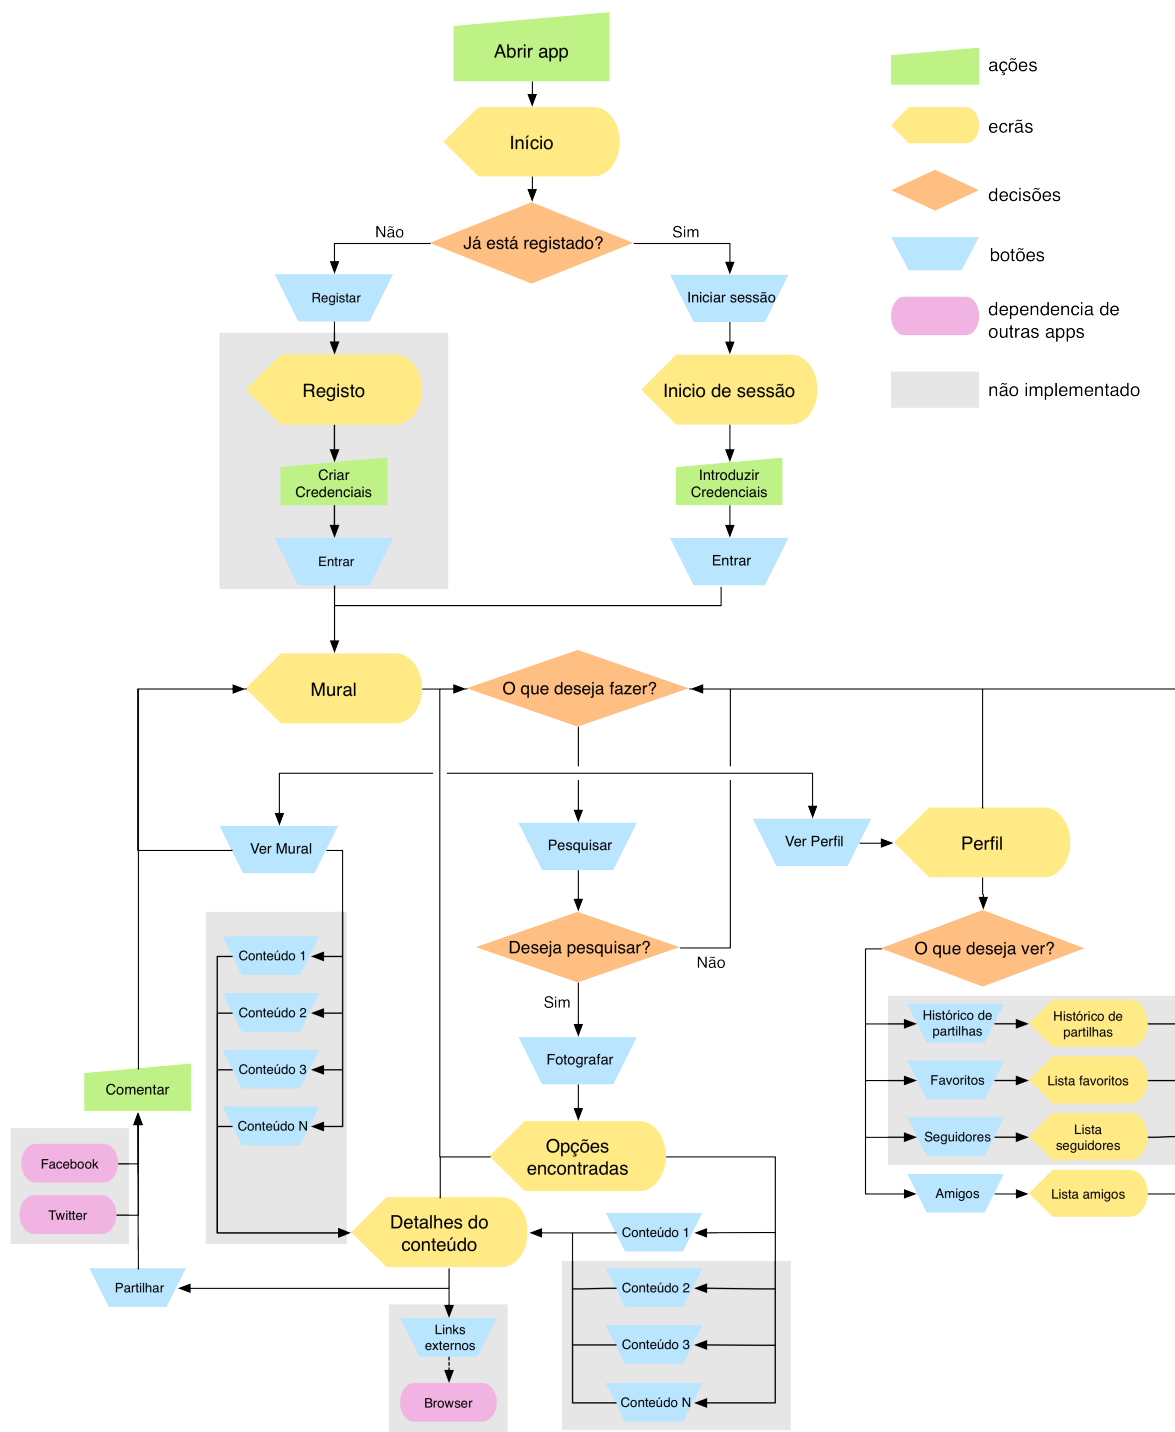 Abrir app
ações
Início
ecrãs
decisões
Não
Sim
Já está registado?
botões
Registar
Iniciar sessão
dependencia de
outras apps
Registo
Inicio de sessão
não implementado
Criar
Credenciais
Introduzir
Credenciais
Entrar
Entrar
Mural
O que deseja fazer?
Ver Mural
Pesquisar
Ver Perfil
Perfil
Deseja pesquisar?
Não
O que deseja ver?
Sim
Conteúdo 1
Conteúdo 2
Conteúdo 3
Conteúdo N
Fotografar
Histórico de
partilhas
Histórico de
partilhas
Favoritos
Lista favoritos
Seguidores
Lista
seguidores
Amigos
Lista amigos
Comentar
Facebook
Twitter
Partilhar
Opções
encontradas
Detalhes do
conteúdo
Conteúdo 1
Conteúdo 2
Conteúdo 3
Conteúdo N
Links
externos
Browser